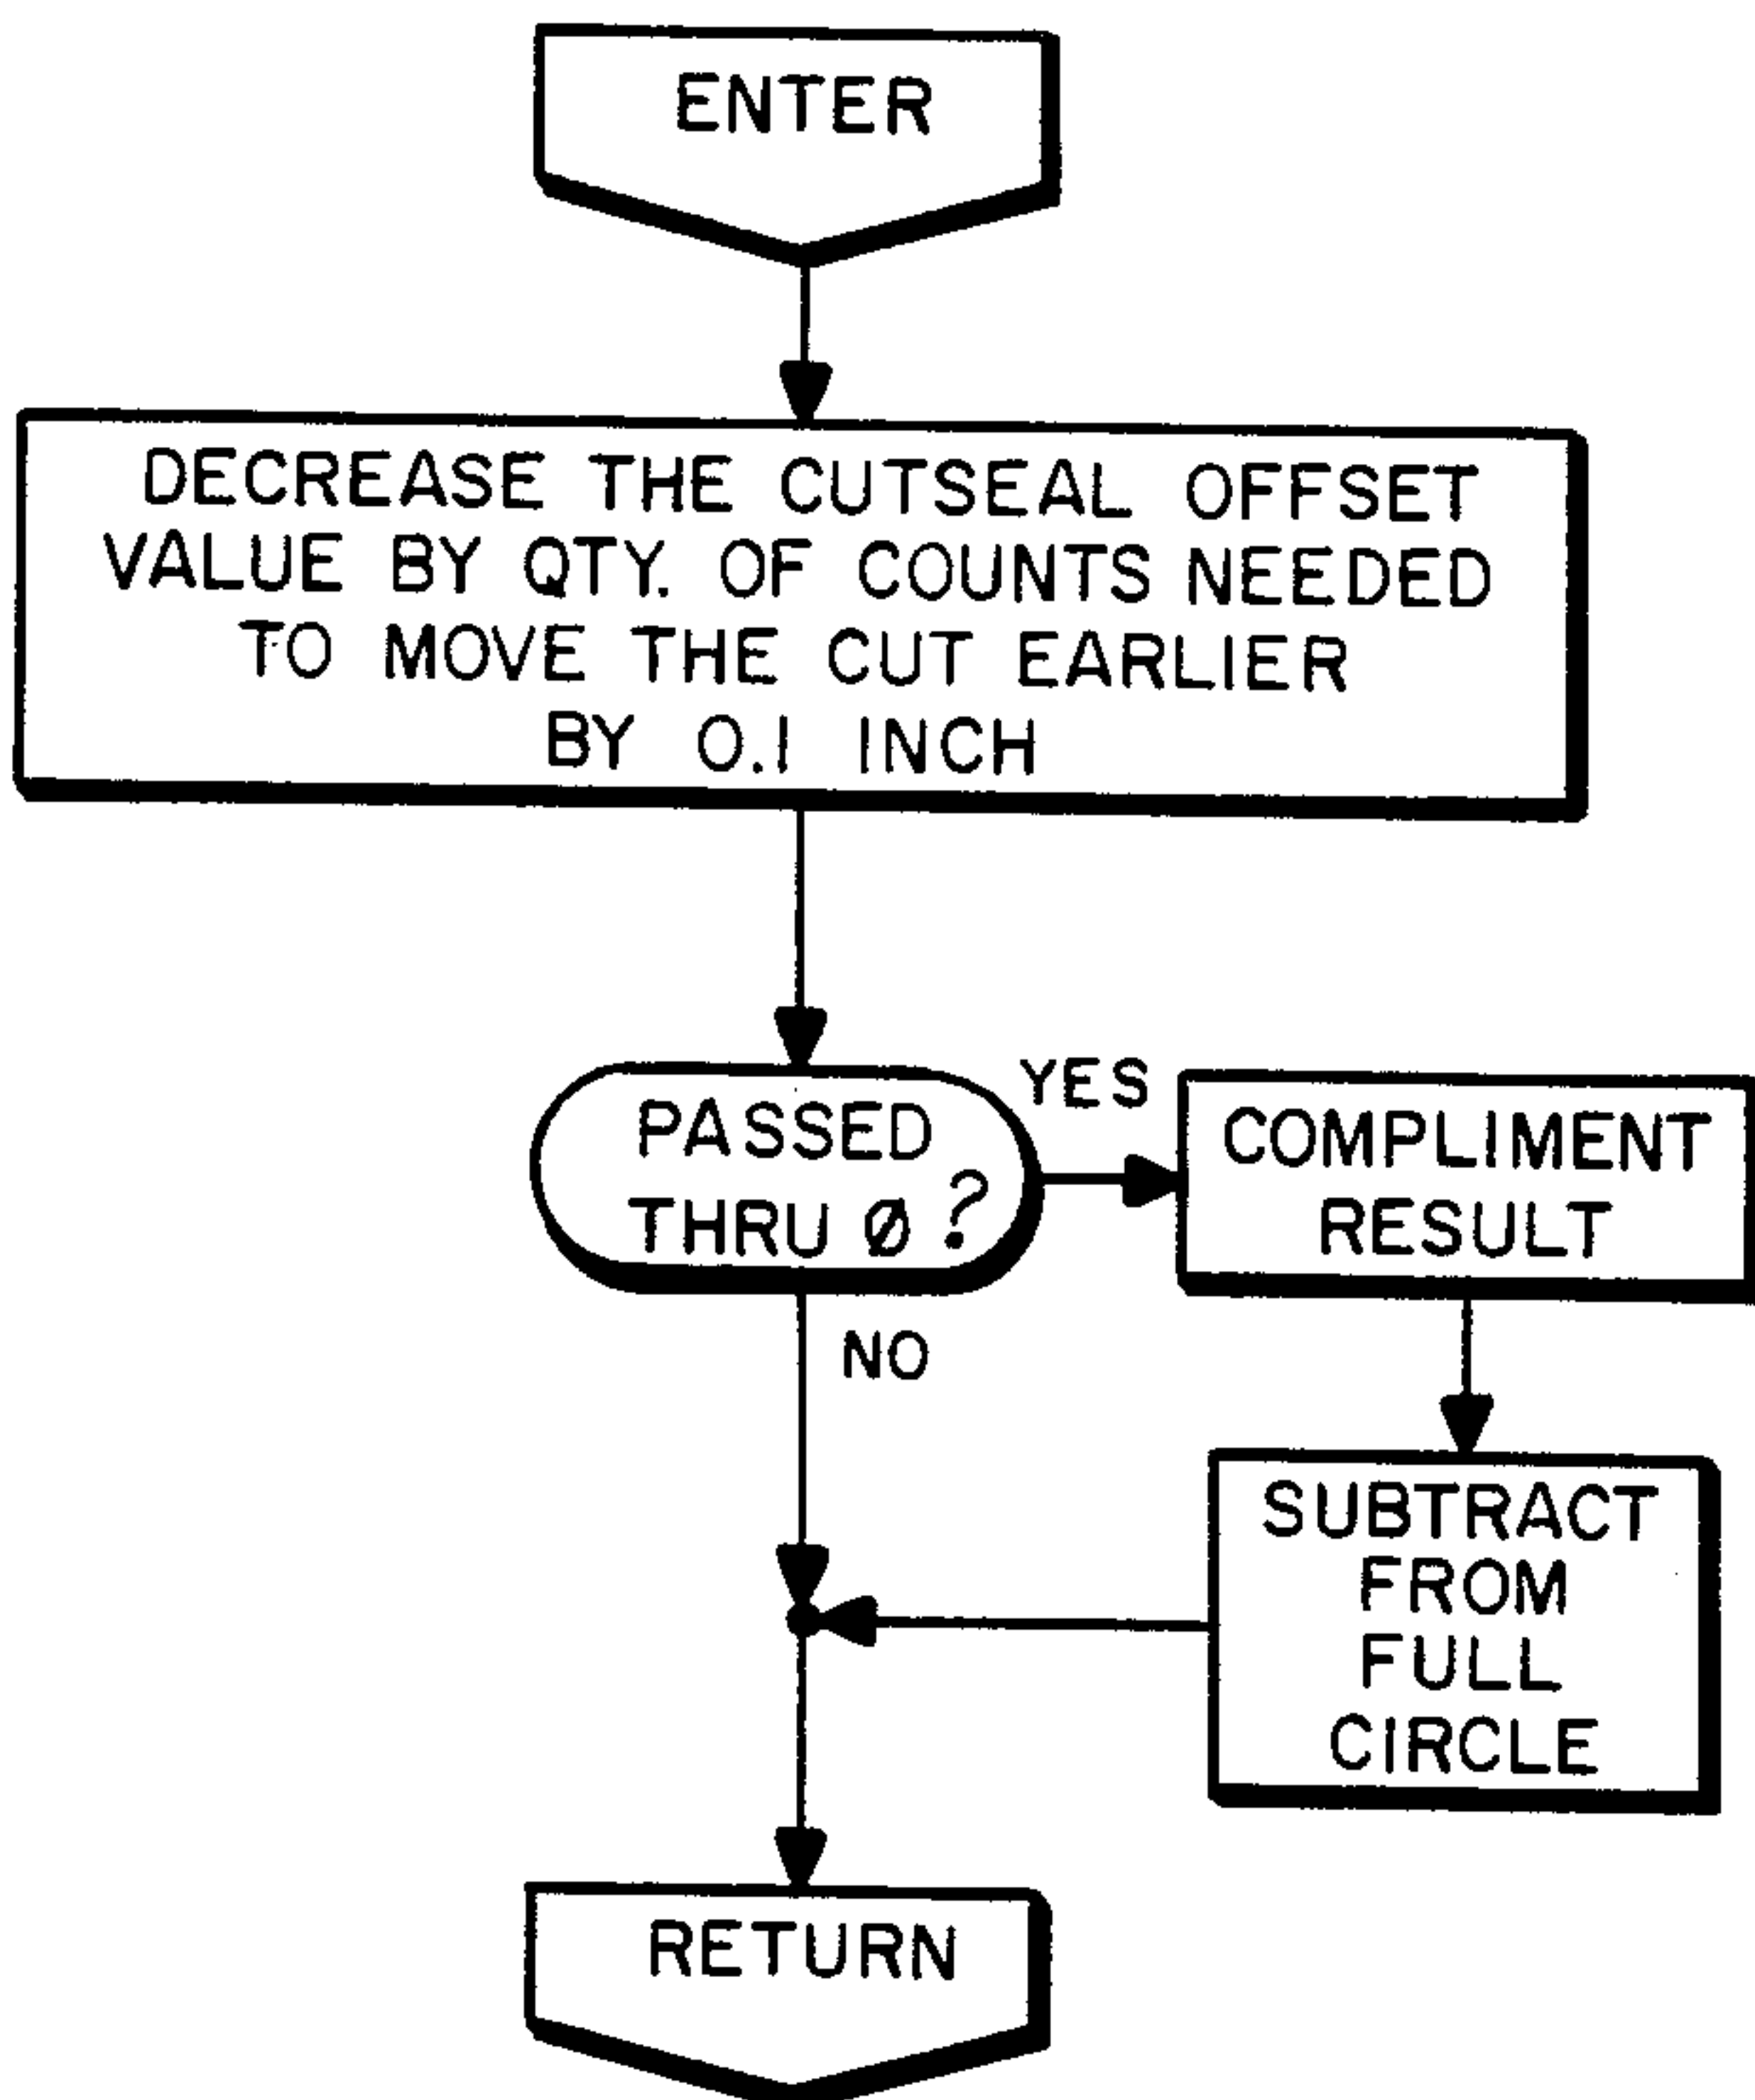 ENTER
DECREASE THE CUTSEAL OFFSET
VALUE BY QTY. OF COUNTS NEEDED
TO MOVE THE CUT EARLIER
BY 0.1 INCH
PASSED
THRU Ø ?
YES
COMPLIMENT
RESULT
NO
SUBTRACT
FROM
FULL
CIRCLE
RETURN